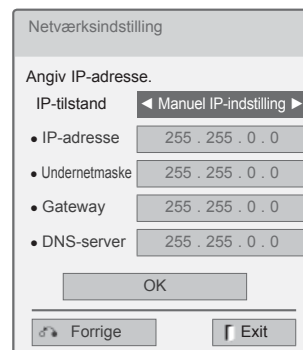 Netværksindstilling
Angiv IP-adresse.
IP-tilstand ◄ Manuel IP-indstilling ►
• IP-adresse 255 . 255 . 0 . 0
• Undernetmaske 255 . 255 . 0 . 0
• Gateway 255 . 255 . 0 . 0
• DNS-server 255 . 255 . 0 . 0
OK
Forrige Exit